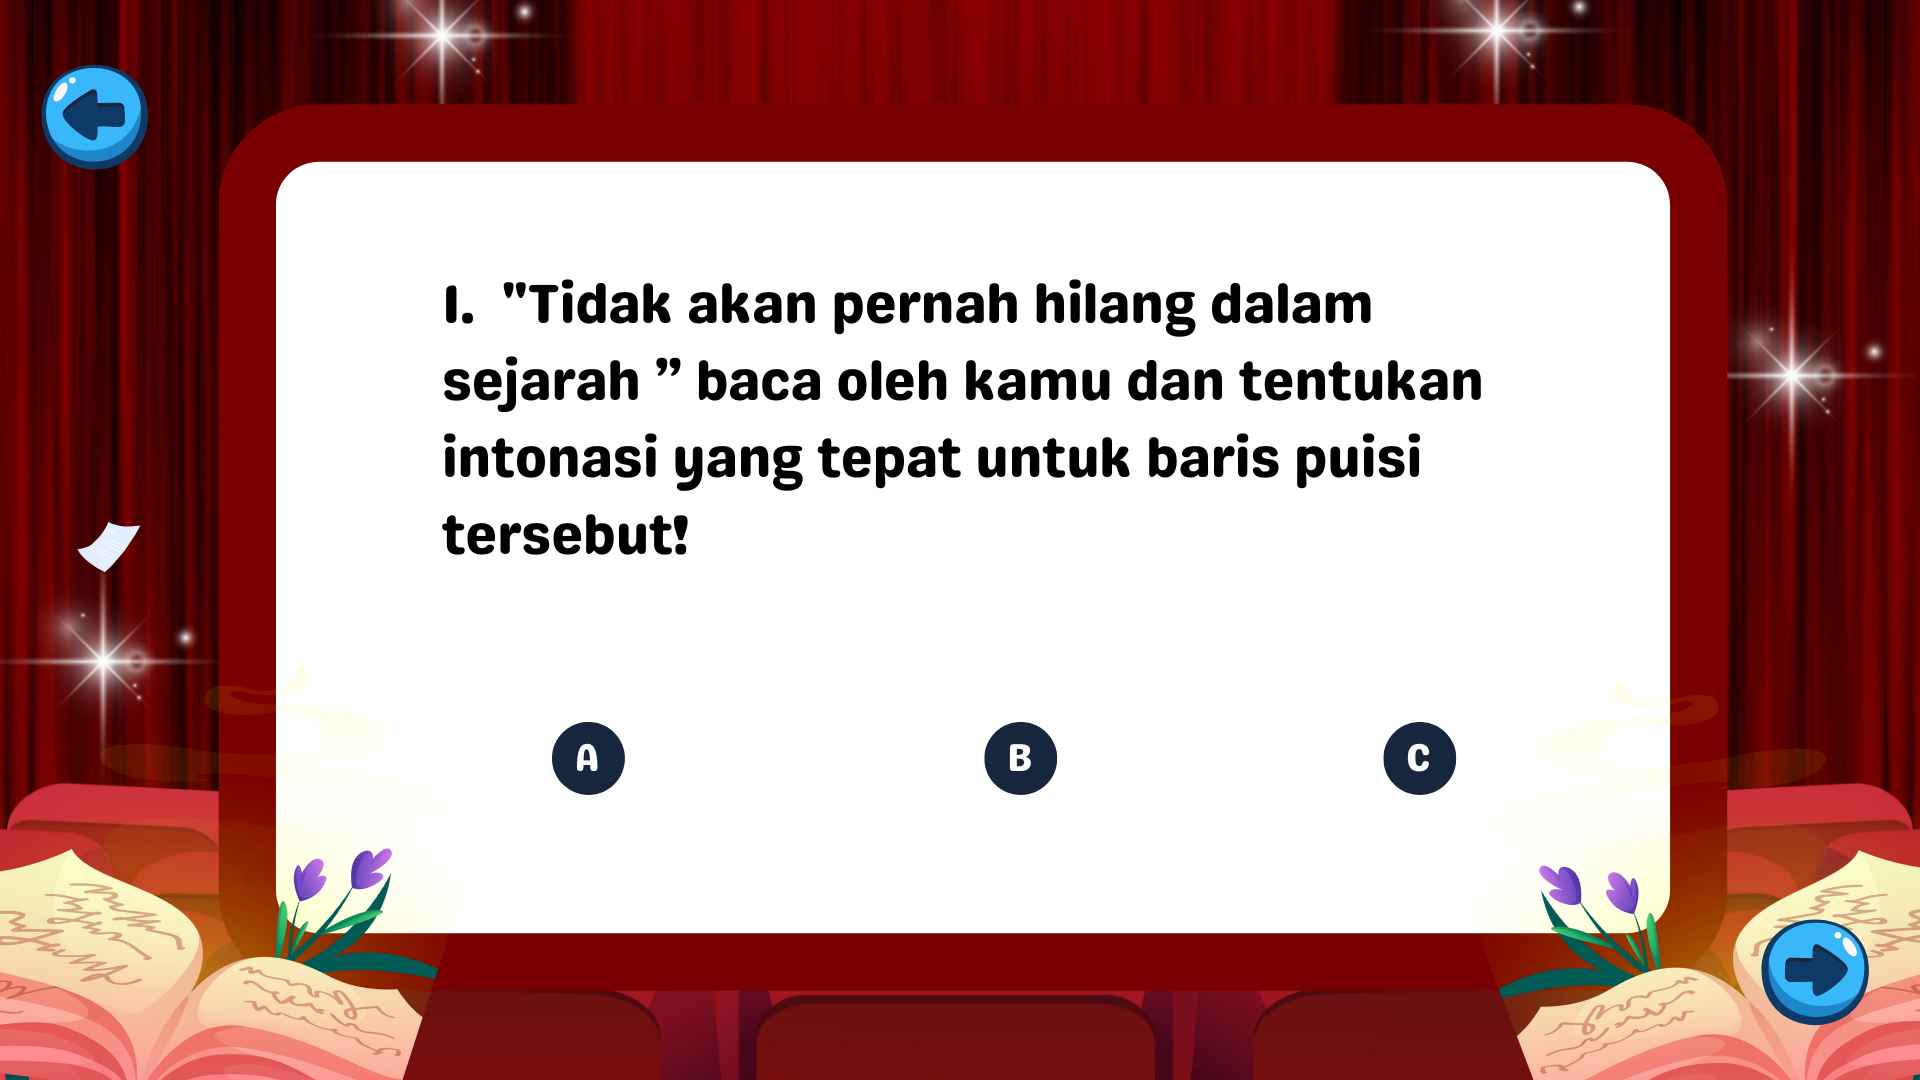 1. "Tidak akan pernah hilang dalam
sejarah ” baca oleh kamu dan tentukan
intonasi yang tepat untuk baris puisi
tersebut!
A B C